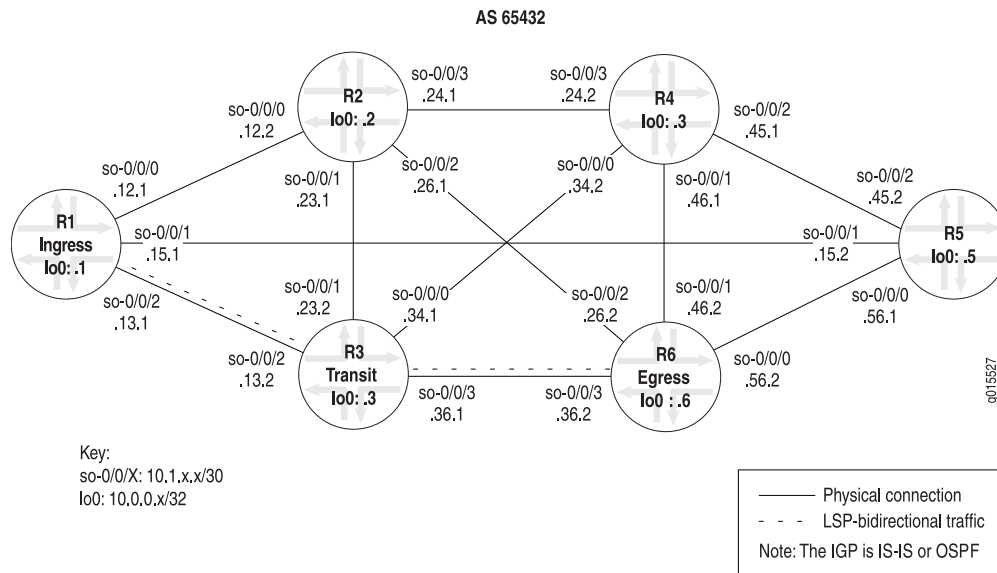 AS 65432
R2
lo0: .2
so-0/0/3
.24.1
so-0/0/3
.24.2
R4
lo0: .3
so-0/0/0
.12.2
so-0/0/2
.45.1
so-0/0/0
.12.1
so-0/0/1
.23.1
so-0/0/2
.26.1
so-0/0/0
.34.2
so-0/0/1
.46.1
so-0/0/2
.45.2
R1
Ingress
lo0: .1
so-0/0/1
.15.1
so-0/0/1
.15.2
R5
lo0: .5
so-0/0/2
.13.1
so-0/0/1
.23.2
so-0/0/0
.34.1
so-0/0/2
.26.2
so-0/0/1
.46.2
so-0/0/0
.56.1
so-0/0/2
.13.2
R3
Transit
lo0: .3
so-0/0/3
.36.1
so-0/0/3
.36.2
R6
Egress
lo0 : .6
so-0/0/0
.56.2
g015527
Key:
so-0/0/X: 10.1.x.x/30
lo0: 10.0.0.x/32
Physical connection
LSP-bidirectional traffic
Note: The IGP is IS-IS or OSPF